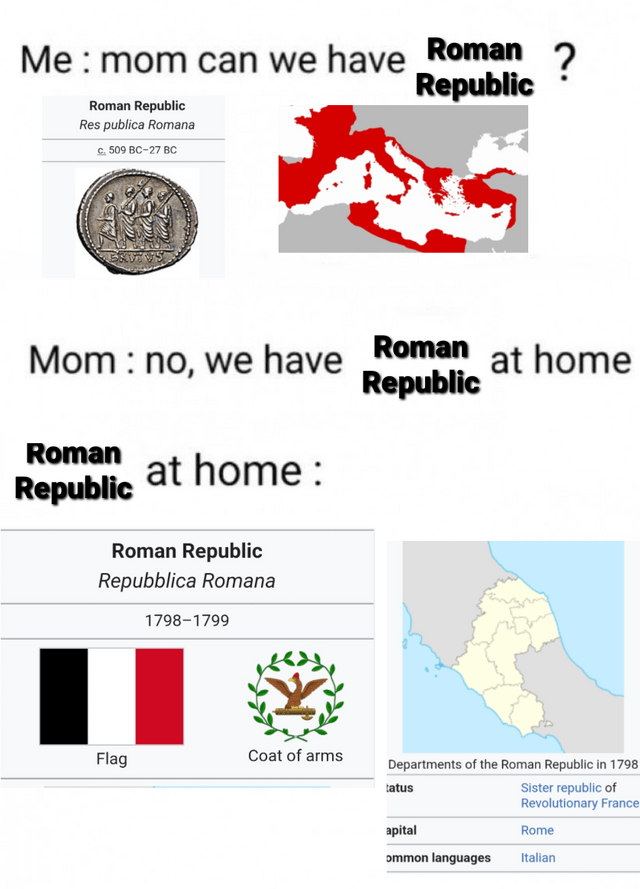 Me : mom can we have Roman Republic ?
Roman Republic
Res publica Romana
c. 509 BC–27 BC
BRVTVS
Mom : no, we have Roman Republic at home
Roman Republic at home :
Roman Republic
Repubblica Romana
1798–1799
Flag
Coat of arms
Departments of the Roman Republic in 1798
tatus Sister republic of
Revolutionary France
apital Rome
ommon languages Italian